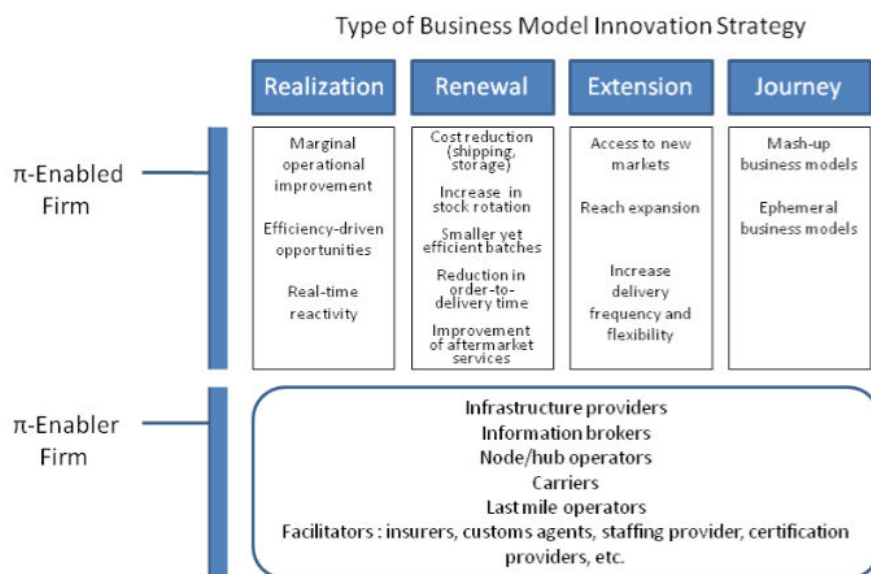 Type of Business Model Innovation Strategy
Realization
Renewal
Extension
Journey
π-Enabled
Firm
Marginal
operational
improvement
Efficiency-driven
opportunities
Real-time
reactivity
Cost reduction
(shipping,
storage)
Increase in
stock rotation
Smaller yet
efficient batches
Reduction in
order-to-
delivery time
Improvement
of aftermarket
services
Access to new
markets
Reach expansion
Increase
delivery
frequency and
flexibility
Mash-up
business models
Ephemeral
business models
π-Enabler
Firm
Infrastructure providers
Information brokers
Node/hub operators
Carriers
Last mile operators
Facilitators : insurers, customs agents, staffing provider, certification
providers, etc.